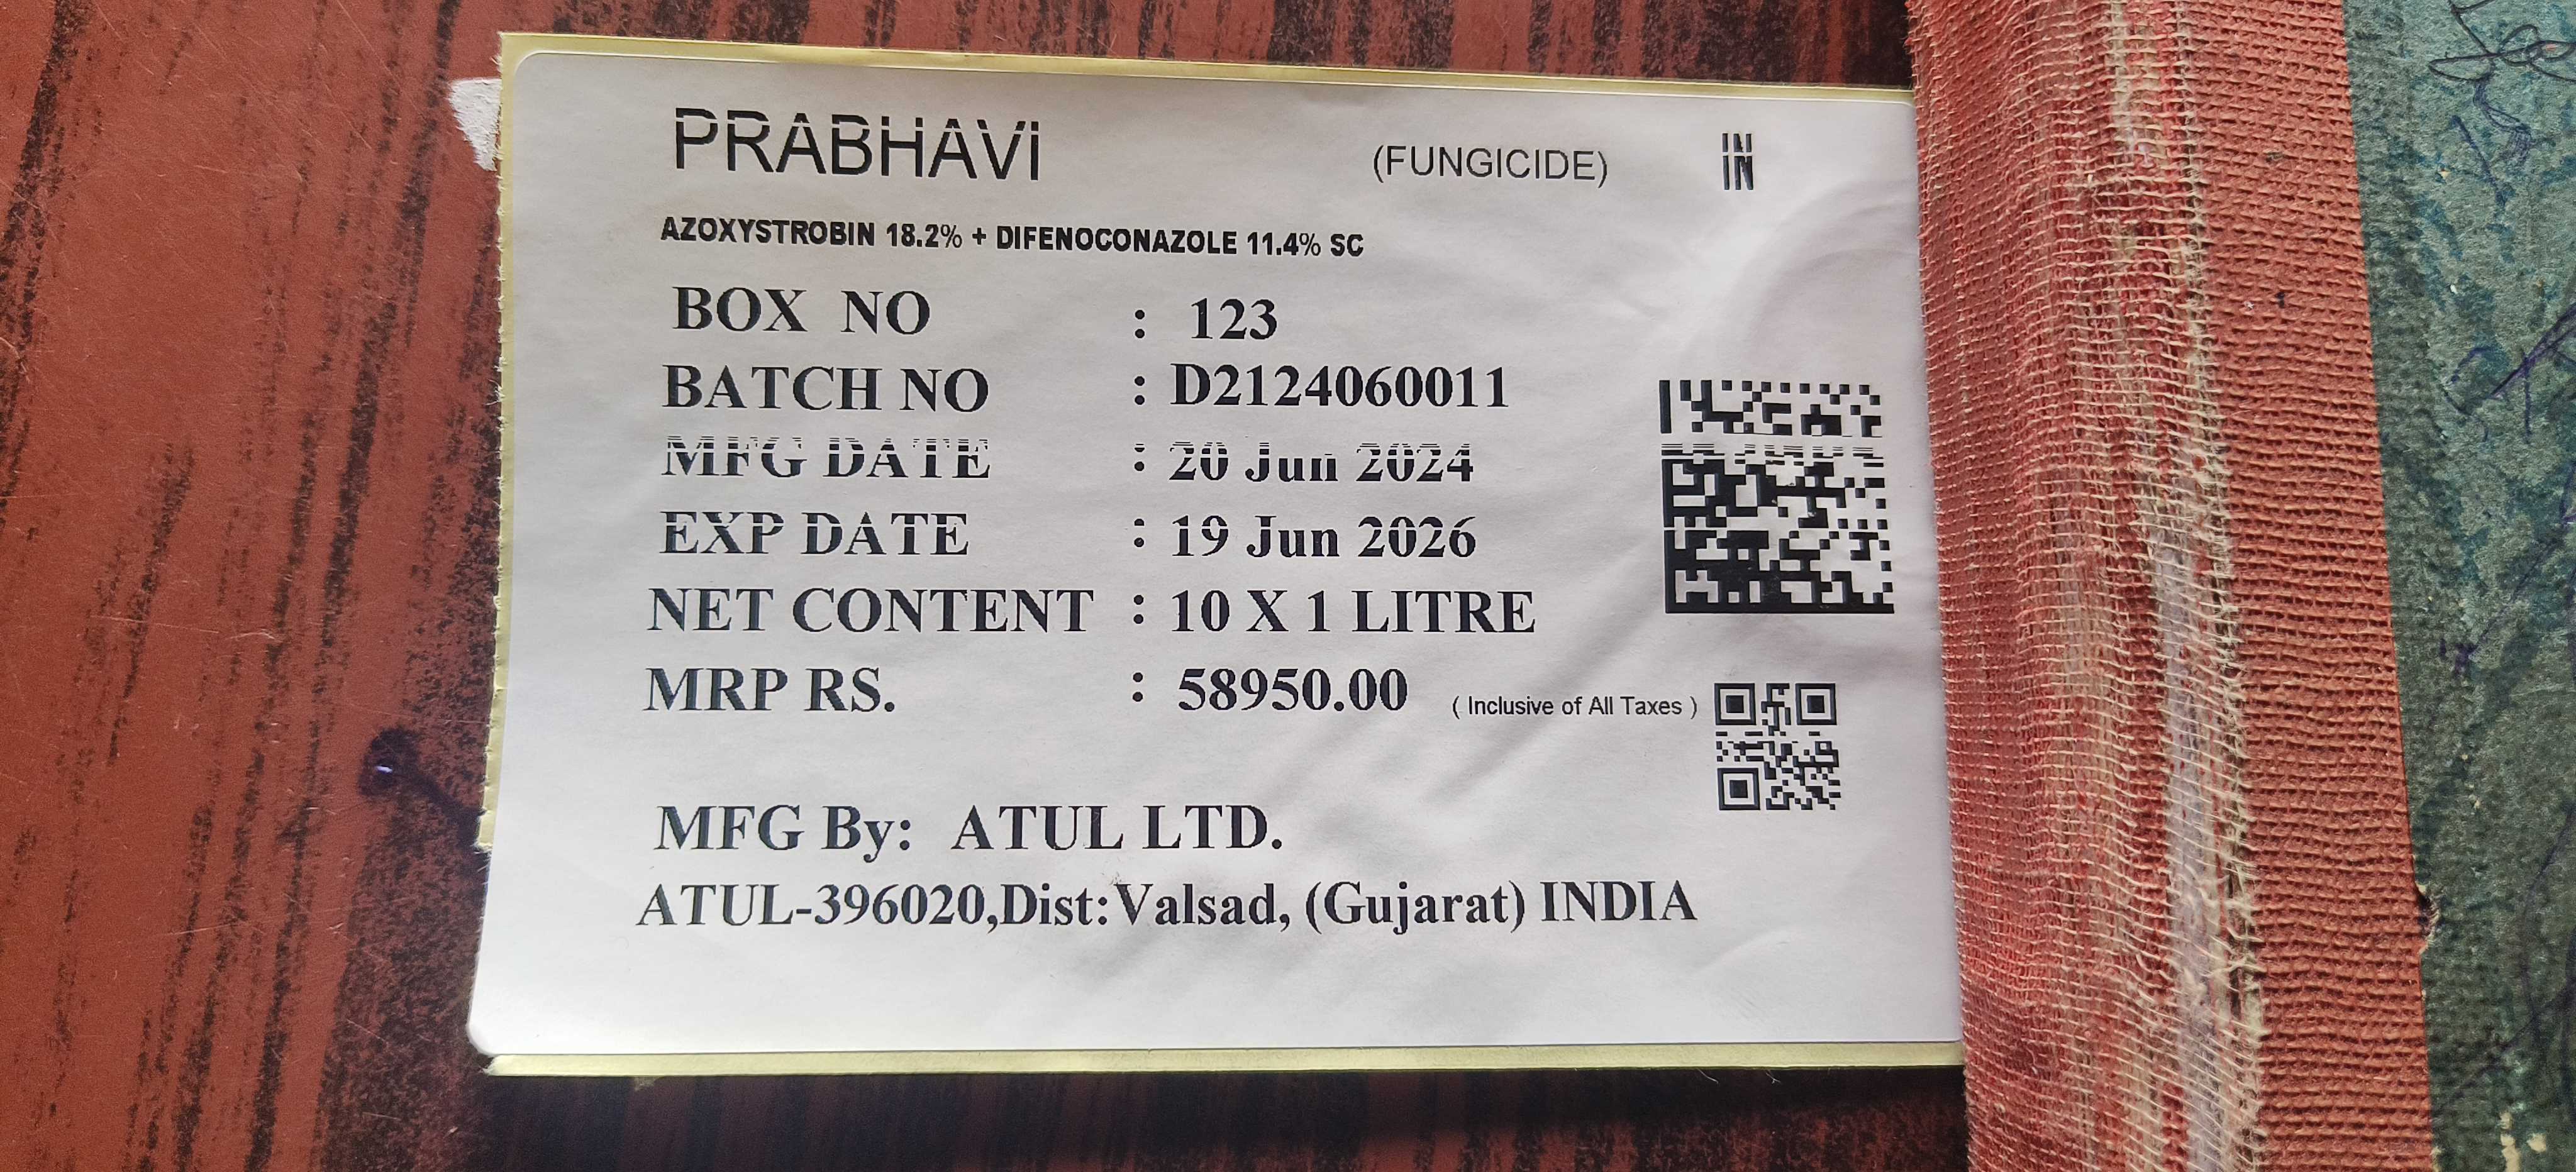 PRABHAVI (FUNGICIDE) IN
AZOXYSTROBIN 18.2% + DIFENOCONAZOLE 11.4% SC
BOX NO : 123
BATCH NO : D2124060011
MFG DATE : 20 Jun 2024
EXP DATE : 19 Jun 2026
NET CONTENT : 10 X 1 LITRE
MRP RS. : 58950.00 ( Inclusive of All Taxes )
MFG By: ATUL LTD.
ATUL-396020,Dist:Valsad, (Gujarat) INDIA